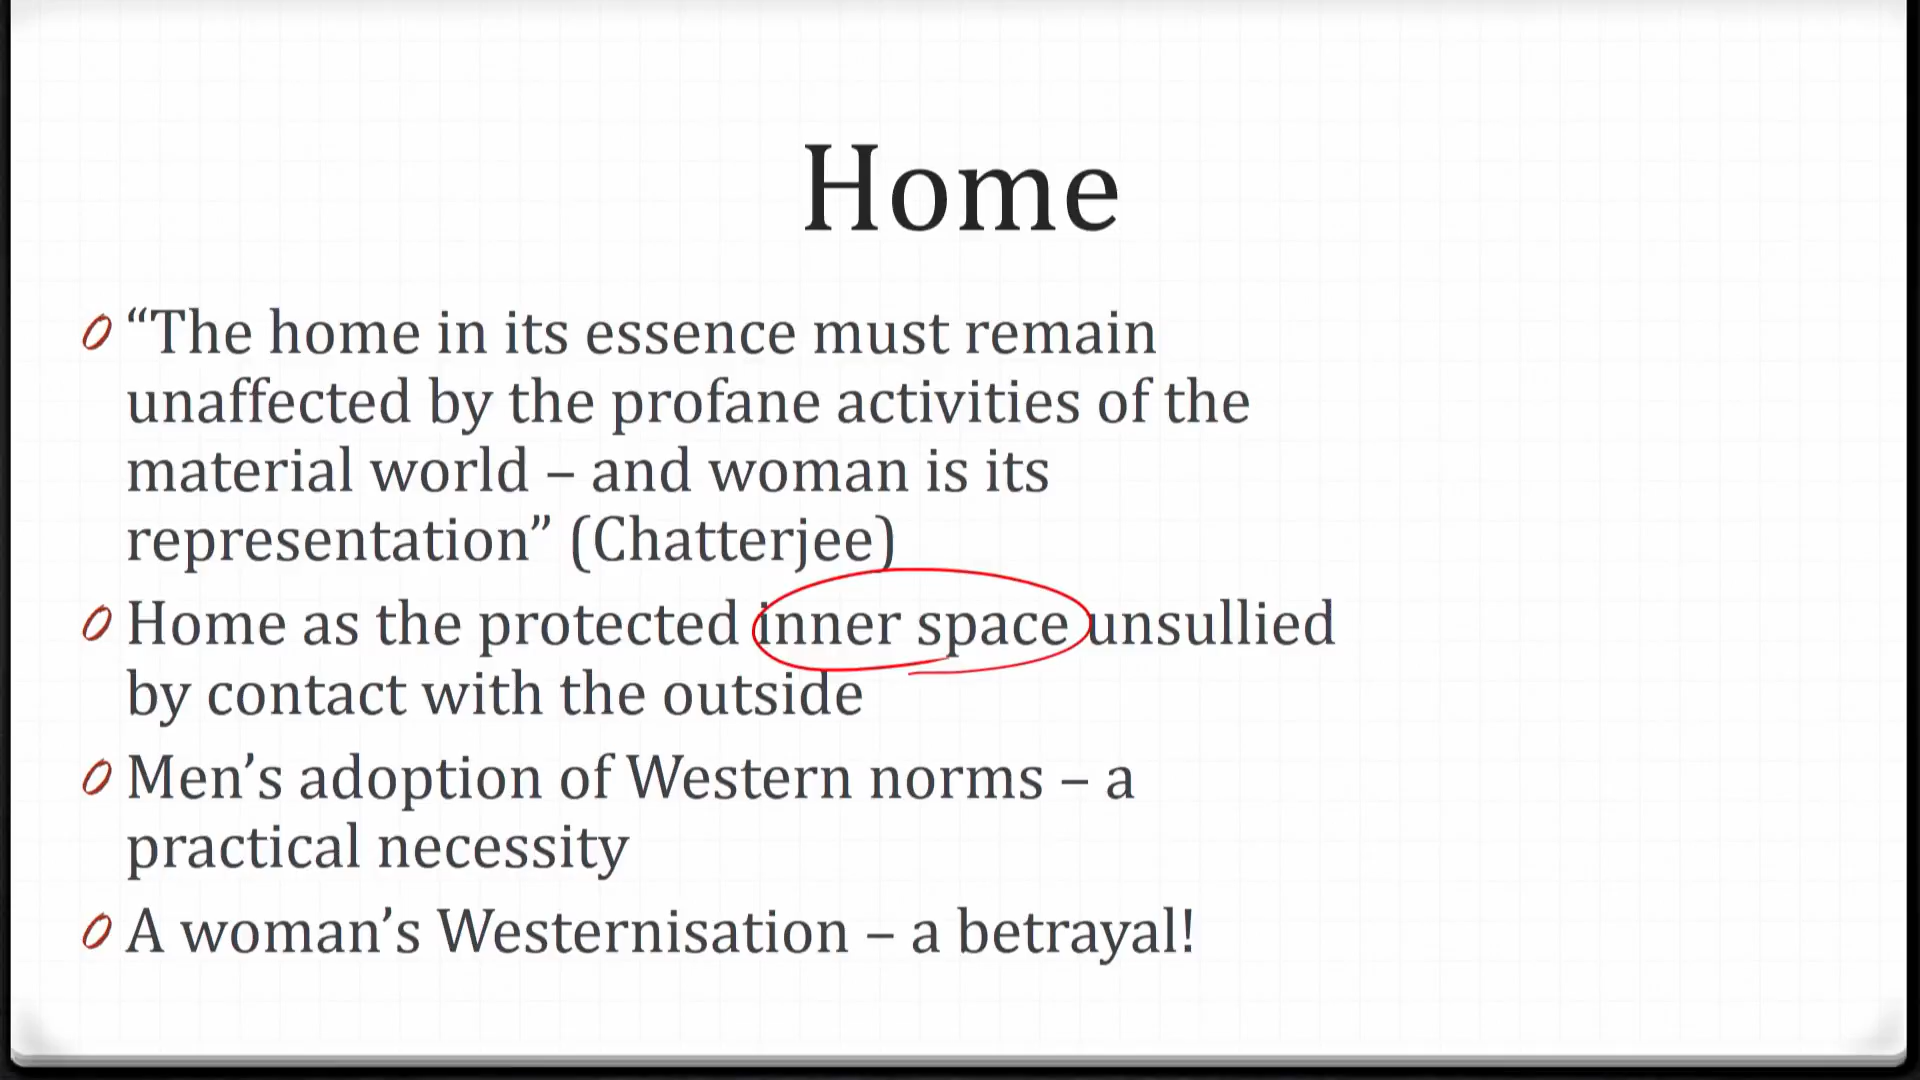 Home
“The home in its essence must remain
unaffected by the profane activities of the
material world – and woman is its
representation” (Chatterjee)
Home as the protected inner space unsullied
by contact with the outside
Men’s adoption of Western norms – a
practical necessity
A woman’s Westernisation – a betrayal!